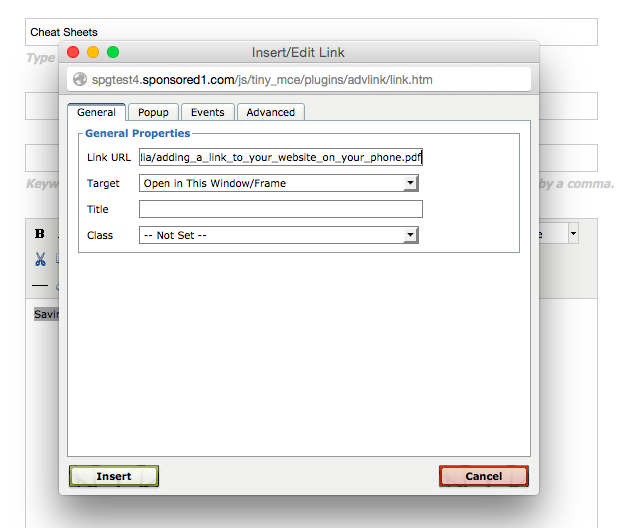 Cheat Sheets
Insert/Edit Link
Type
spgtest4.sponsored1.com/js/tiny_mce/plugins/advlink/link.htm
General Popup Events Advanced
General Properties
Link URL lia/adding_a_link_to_your_website_on_your_phone.pdf
Target Open in This Window/Frame
Keyw by a comma.
Title
Class -- Not Set --
B e
Savin
Insert Cancel